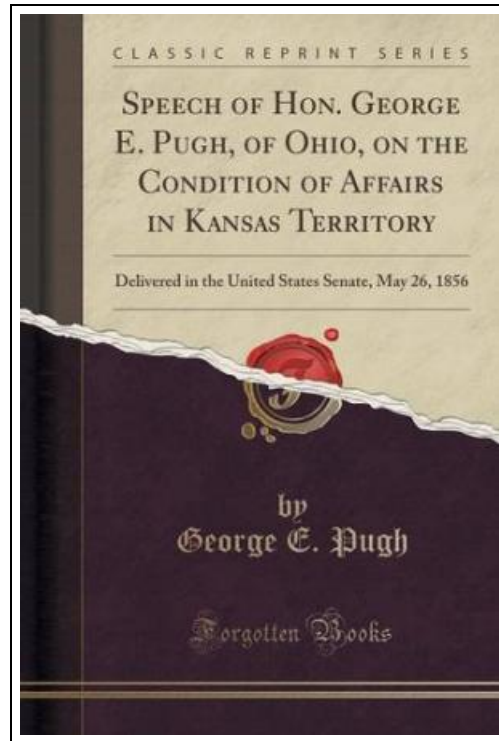 CLASSIC REPRINT SERIES
SPEECH OF HON. GEORGE
E. PUGH, OF OHIO, ON THE
CONDITION OF AFFAIRS
IN KANSAS TERRITORY
Delivered in the United States Senate, May 26, 1856
F
by
George E. Pugh
Forgotten Books